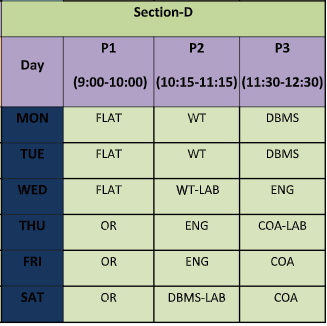 Section-D
Day P1 P2 P3
(9:00-10:00) (10:15-11:15) (11:30-12:30)
MON FLAT WT DBMS
TUE FLAT WT DBMS
WED FLAT WT-LAB ENG
THU OR ENG COA-LAB
FRI OR ENG COA
SAT OR DBMS-LAB COA